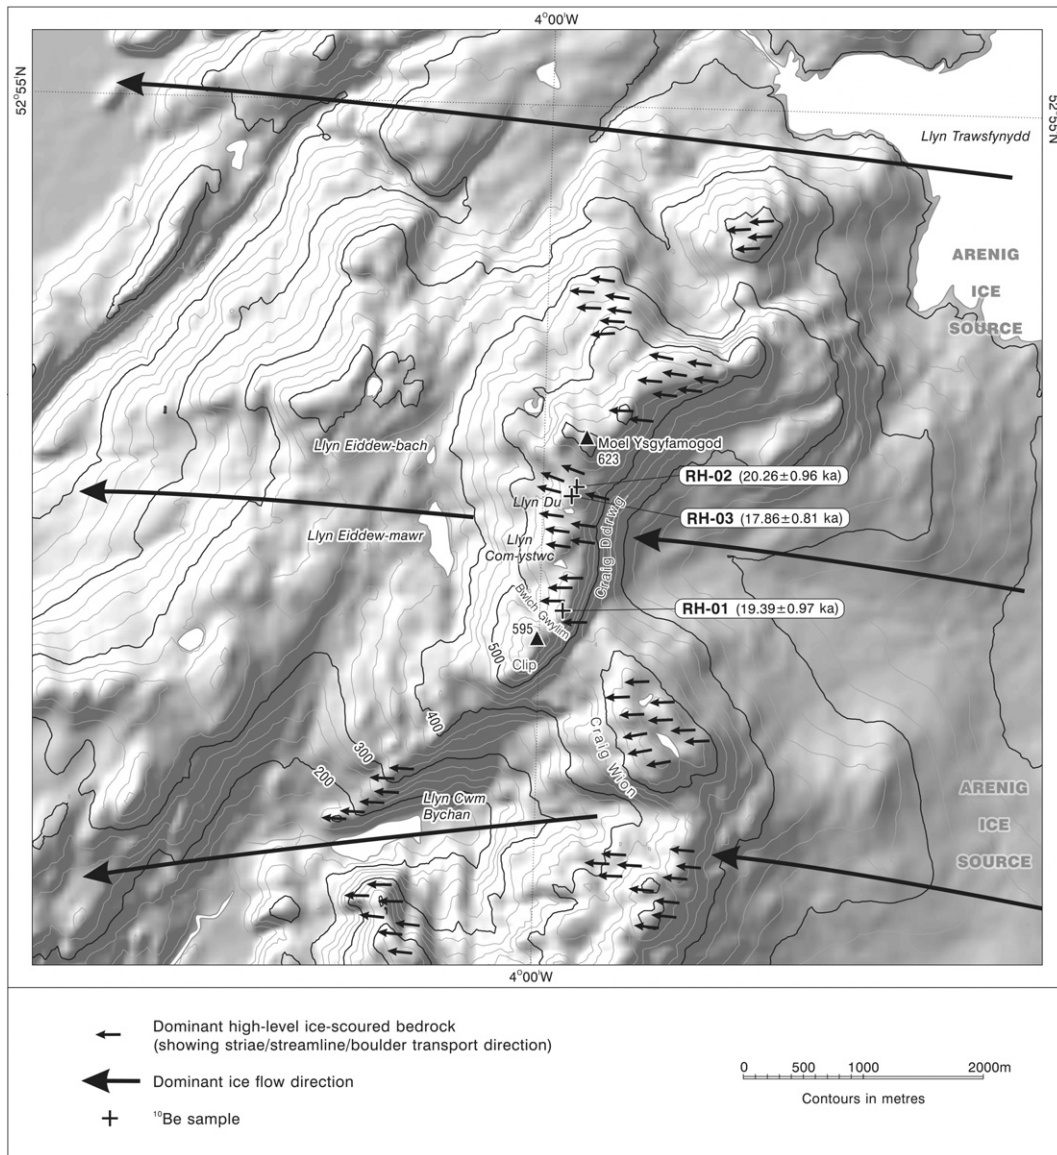 4°00'W
52°55'N
52°55'N
Llyn Trawsfynydd
ARENIG
ICE
SOURCE
Llyn Eiddew-bach
Moel Ysgyfamogod
623
RH-02 (20.26±0.96 ka)
Llyn Du
RH-03 (17.86±0.81 ka)
Llyn Eiddew-mawr
Llyn
Com-ystwc
Craig Ddrwg
Bwlch Gwylim
RH-01 (19.39±0.97 ka)
595
Clip
500
400
300
200
Craig Wion
Llyn Cwm
Bychan
ARENIG
ICE
SOURCE
4°00'W
Dominant high-level ice-scoured bedrock
(showing striae/streamline/boulder transport direction)
Dominant ice flow direction
¹⁰Be sample
0 500 1000 2000m
Contours in metres